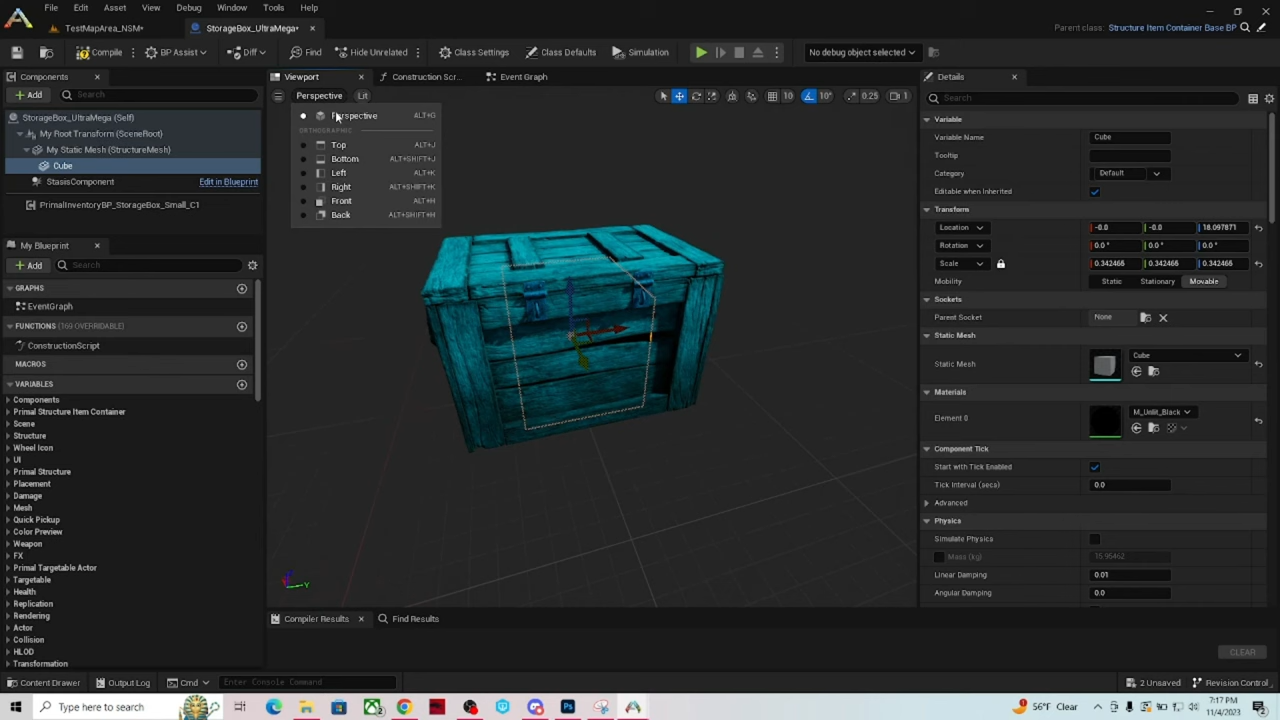 File Edit Asset View Debug Window Tools Help
TestMapArea_NSM*
StorageBox_UltraMega*
Parent class: Structure Item Container Base BP
Compile
BP Assist
Diff
Find
Hide Unrelated
Class Settings
Class Defaults
Simulation
No debug object selected
Components
Add
Search
StorageBox_UltraMega (Self)
My Root Transform (SceneRoot)
My Static Mesh (StructureMesh)
Cube
StasisComponent
Edit in Blueprint
PrimalInventoryBP_StorageBox_Small_C1
My Blueprint
Add
Search
GRAPHS
EventGraph
FUNCTIONS (169 OVERRIDABLE)
ConstructionScript
MACROS
VARIABLES
Components
Primal Structure Item Container
Scene
Structure
Wheel Icon
UI
Primal Structure
Placement
Damage
Mesh
Quick Pickup
Color Preview
Weapon
FX
Primal Targetable Actor
Targetable
Health
Replication
Rendering
Actor
Collision
HLOD
Transformation
Viewport
Construction Scr...
Event Graph
Perspective
Lit
10
10°
0.25
1
Perspective ALT+G
ORTHOGRAPHIC
Top ALT+J
Bottom ALT+SHIFT+J
Left ALT+K
Right ALT+SHIFT+K
Front ALT+H
Back ALT+SHIFT+H
Y
Compiler Results
Find Results
CLEAR
Details
Search
Variable
Variable Name Cube
Tooltip
Category Default
Editable when Inherited
Transform
Location -0.0 -0.0 18.097871
Rotation 0.0 ° 0.0 ° 0.0 °
Scale 0.342466 0.342466 0.342466
Mobility Static Stationary Movable
Sockets
Parent Socket None
Static Mesh
Static Mesh Cube
Materials
Element 0 M_Unlit_Black
Component Tick
Start with Tick Enabled
Tick Interval (secs) 0.0
Advanced
Physics
Simulate Physics
Mass (kg) 15.95462
Linear Damping 0.01
Angular Damping 0.0
Content Drawer
Output Log
Cmd
Enter Console Command
2 Unsaved
Revision Control
Type here to search
56°F Clear
7:17 PM
11/4/2023